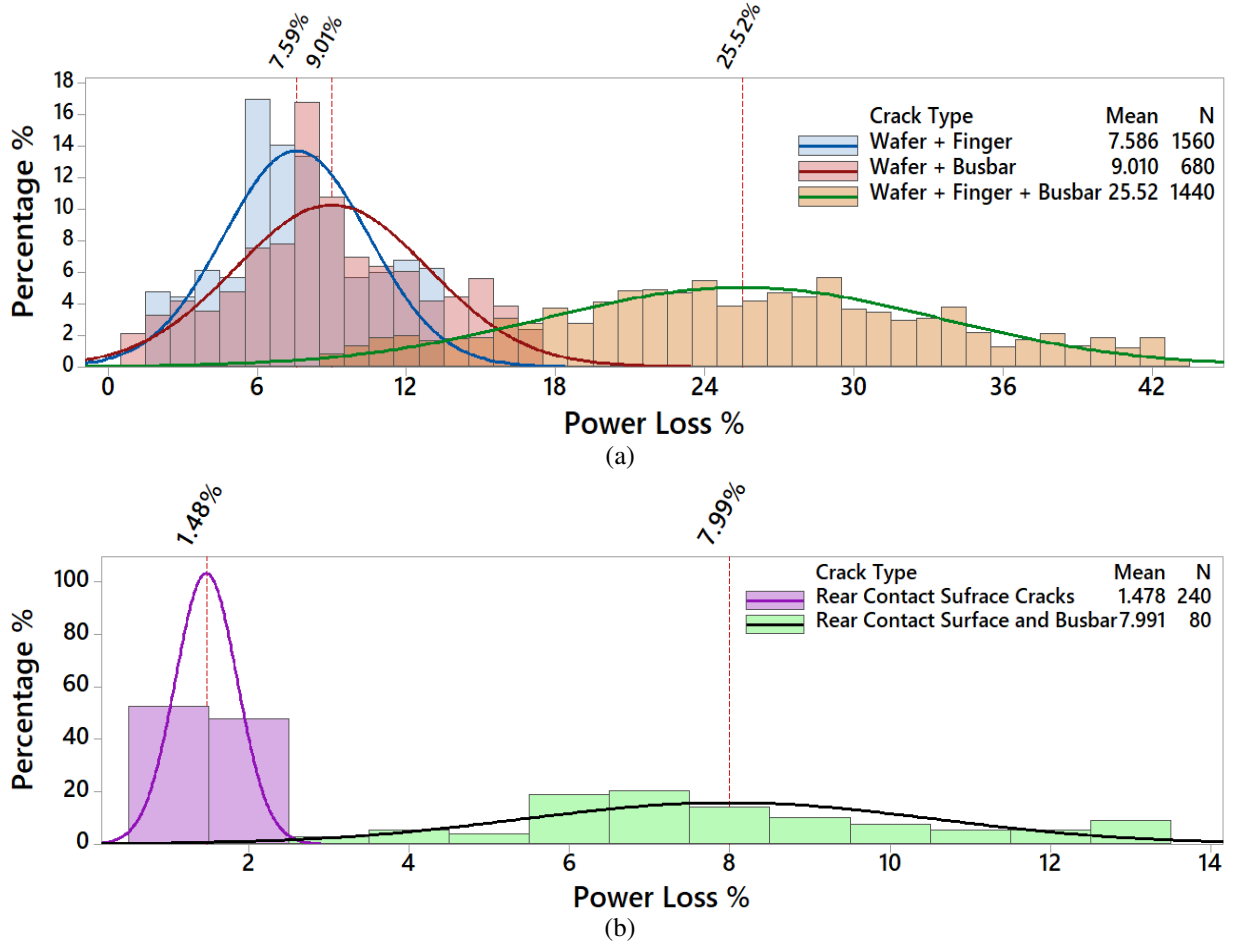 7.59% 9.01% 25.52%
18
16
14
12
10
8
6
4
2
0
Percentage %
Crack Type Mean N
Wafer + Finger 7.586 1560
Wafer + Busbar 9.010 680
Wafer + Finger + Busbar 25.52 1440
0 6 12 18 24 30 36 42
Power Loss %
(a)
1.48% 7.99%
100
80
60
40
20
0
Percentage %
Crack Type Mean N
Rear Contact Sufrace Cracks 1.478 240
Rear Contact Surface and Busbar 7.991 80
2 4 6 8 10 12 14
Power Loss %
(b)